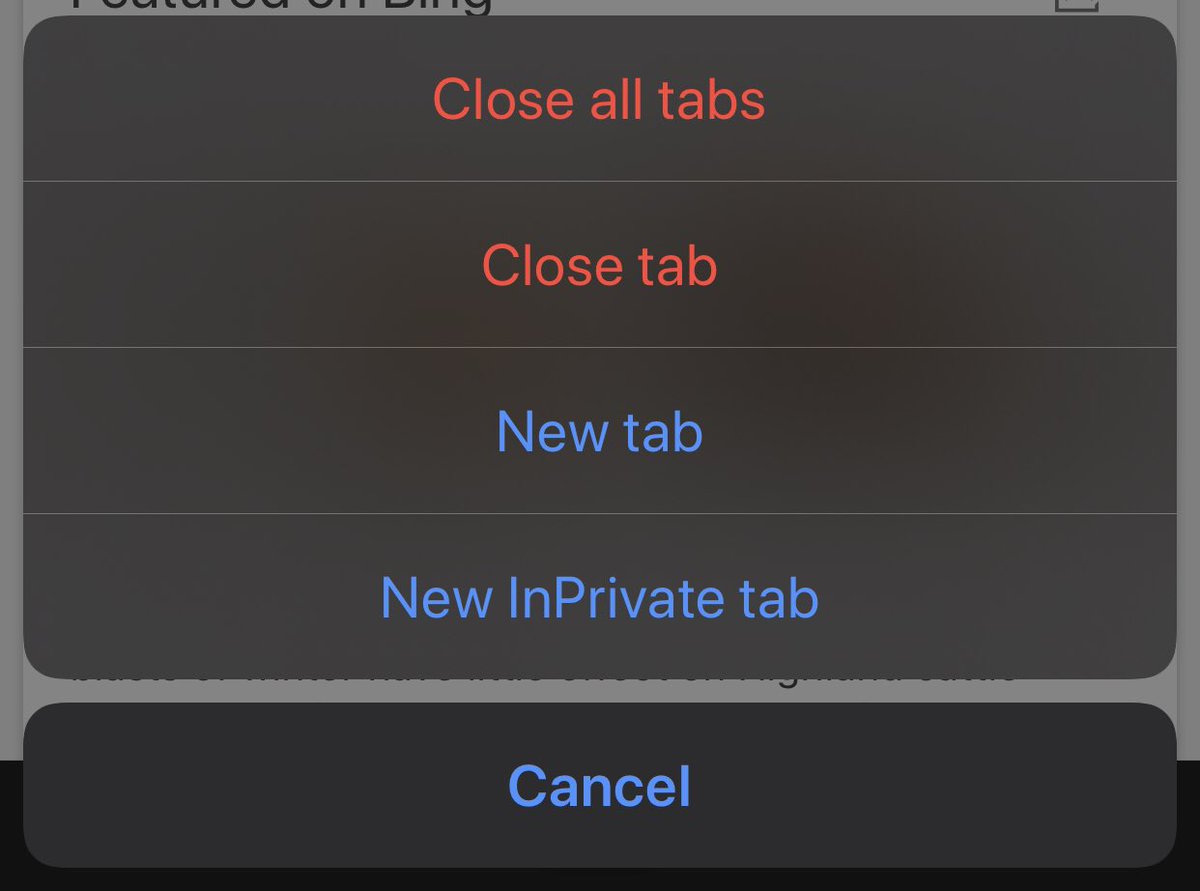 Featured on Bing
Close all tabs
Close tab
New tab
New InPrivate tab
blasts of winter have little effect on Highland cattle
Cancel